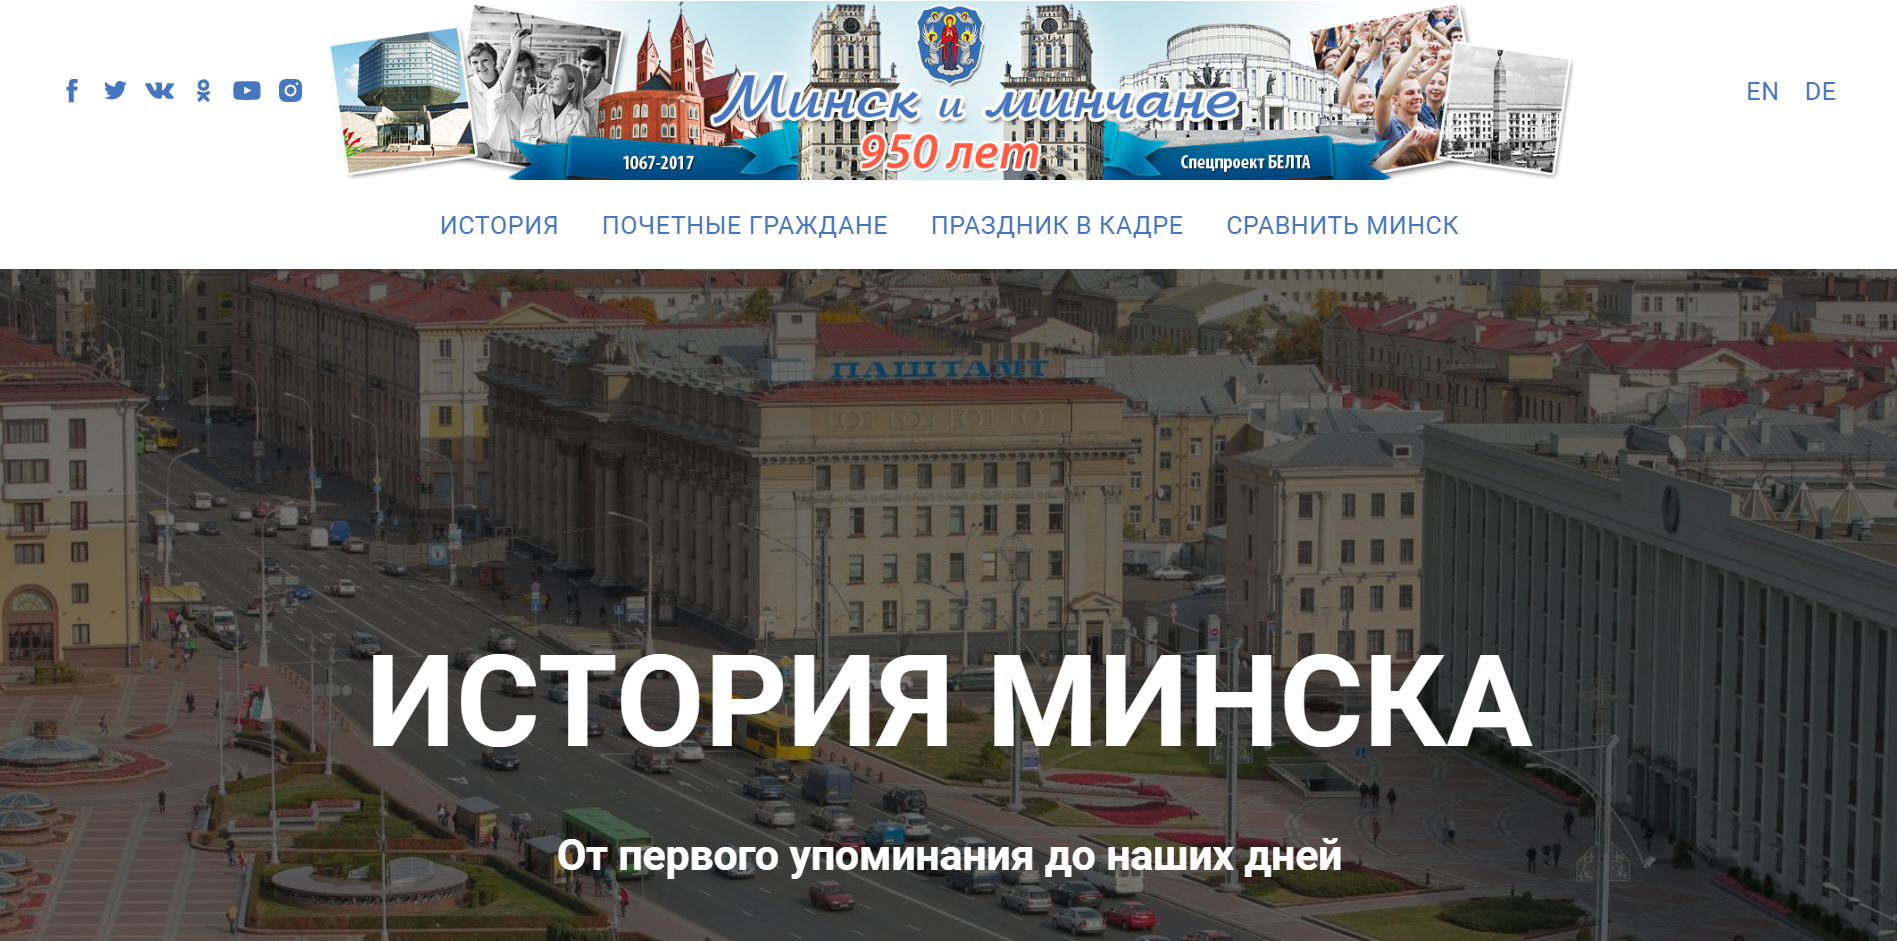 Минск и минчане
950 лет
1067-2017
Спецпроект БЕЛТА
EN DE
ИСТОРИЯ ПОЧЕТНЫЕ ГРАЖДАНЕ ПРАЗДНИК В КАДРЕ СРАВНИТЬ МИНСК
ГАСЦІНІЦА
ПАШТАМТ
ИСТОРИЯ МИНСКА
От первого упоминания до наших дней